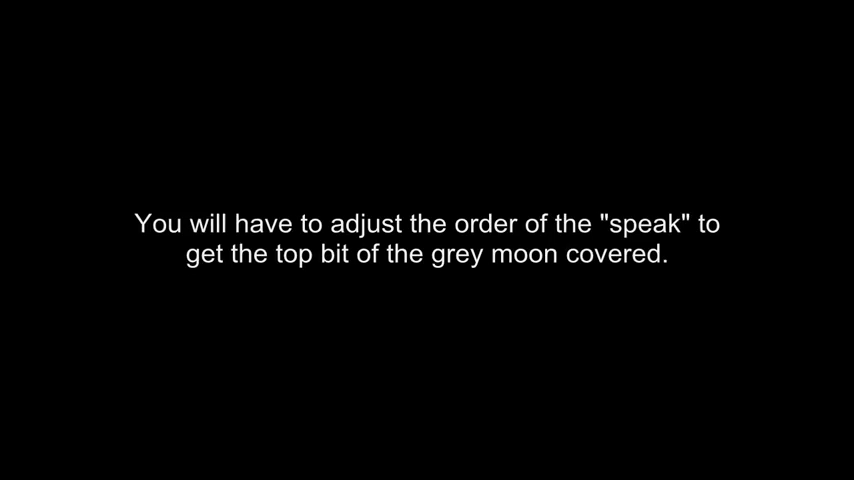 You will have to adjust the order of the "speak" to
get the top bit of the grey moon covered.